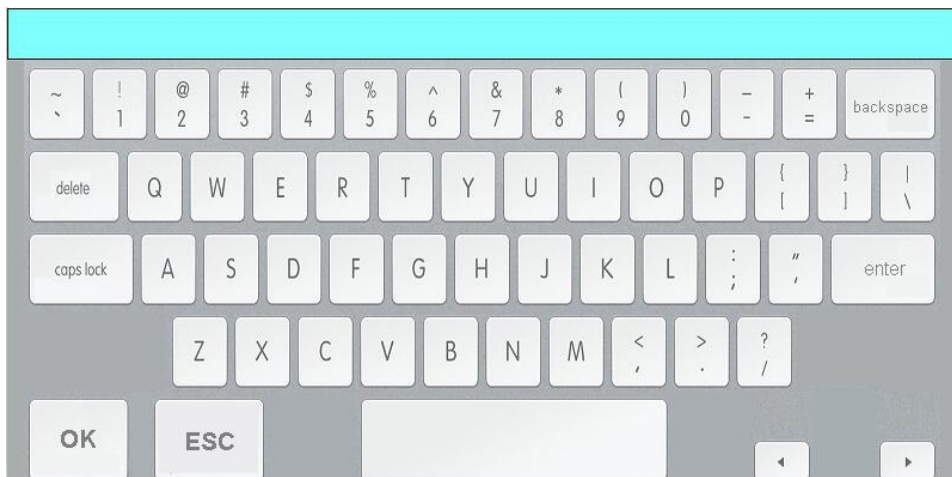 ~ ! @ # $ % ^ & * ( ) _ +
` 1 2 3 4 5 6 7 8 9 0 - = backspace
delete Q W E R T Y U I O P { [ } ] | \
caps lock A S D F G H J K L : ; " ' enter
Z X C V B N M < , > . ? /
OK ESC